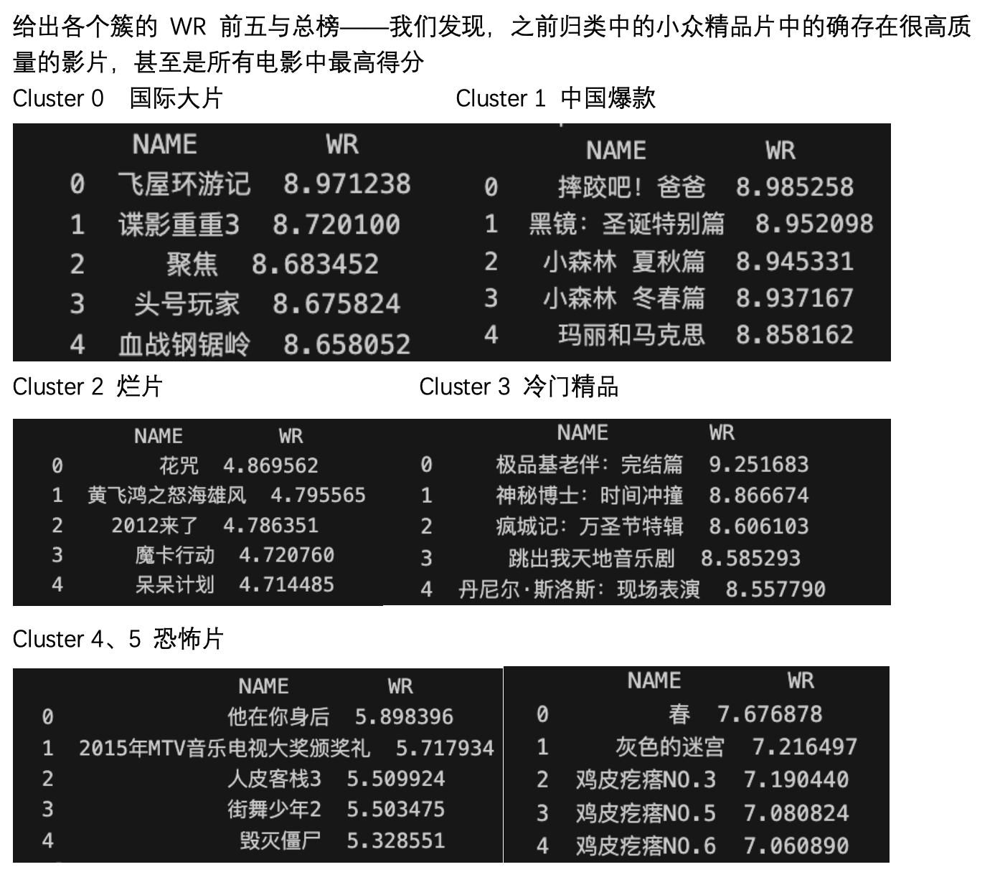 给出各个簇的 WR 前五与总榜——我们发现，之前归类中的小众精品片中的确存在很高质
量的影片，甚至是所有电影中最高得分
Cluster 0 国际大片
NAME WR
0 飞屋环游记 8.971238
1 谍影重重3 8.720100
2 聚焦 8.683452
3 头号玩家 8.675824
4 血战钢锯岭 8.658052
Cluster 1 中国爆款
NAME WR
0 摔跤吧！爸爸 8.985258
1 黑镜：圣诞特别篇 8.952098
2 小森林 夏秋篇 8.945331
3 小森林 冬春篇 8.937167
4 玛丽和马克思 8.858162
Cluster 2 烂片
NAME WR
0 花咒 4.869562
1 黄飞鸿之怒海雄风 4.795565
2 2012来了 4.786351
3 魔卡行动 4.720760
4 呆呆计划 4.714485
Cluster 3 冷门精品
NAME WR
0 极品基老伴：完结篇 9.251683
1 神秘博士：时间冲撞 8.866674
2 疯城记：万圣节特辑 8.606103
3 跳出我天地音乐剧 8.585293
4 丹尼尔·斯洛斯：现场表演 8.557790
Cluster 4、5 恐怖片
NAME WR
0 他在你身后 5.898396
1 2015年MTV音乐电视大奖颁奖礼 5.717934
2 人皮客栈3 5.509924
3 街舞少年2 5.503475
4 毁灭僵尸 5.328551
NAME WR
0 春 7.676878
1 灰色的迷宫 7.216497
2 鸡皮疙瘩NO.3 7.190440
3 鸡皮疙瘩NO.5 7.080824
4 鸡皮疙瘩NO.6 7.060890